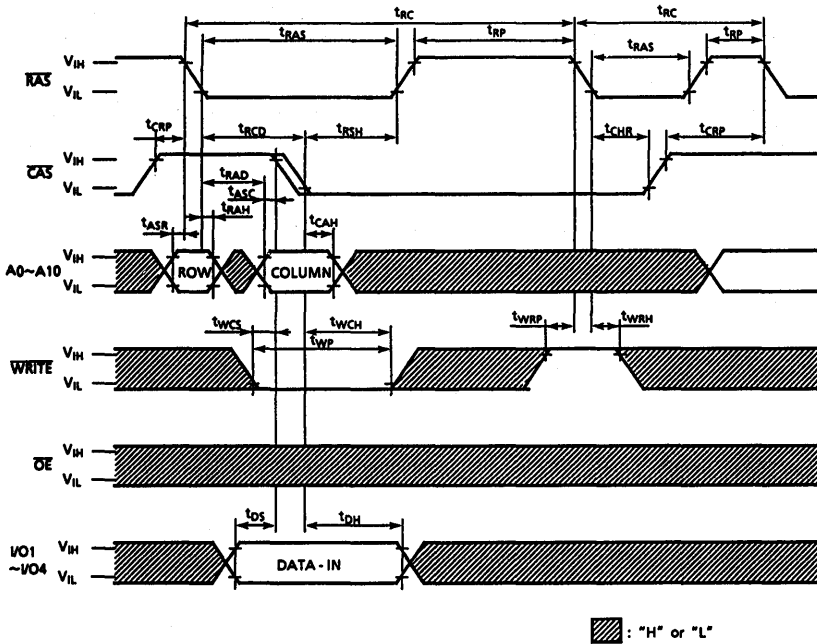 tRC tRC
tRAS tRP tRAS tRP
RAS VIH
VIL
tCRP tRCD tRSH tCHR tCRP
CAS VIH
VIL
tRAD
tASC
tASR tRAH tCAH
A0~A10 VIH
VIL
ROW COLUMN
tWCS tWCH tWRP tWRH
tWP
WRITE VIH
VIL
OE VIH
VIL
tDS tDH
I/O1 ~I/O4 VIH
VIL
DATA - IN
: "H" or "L"